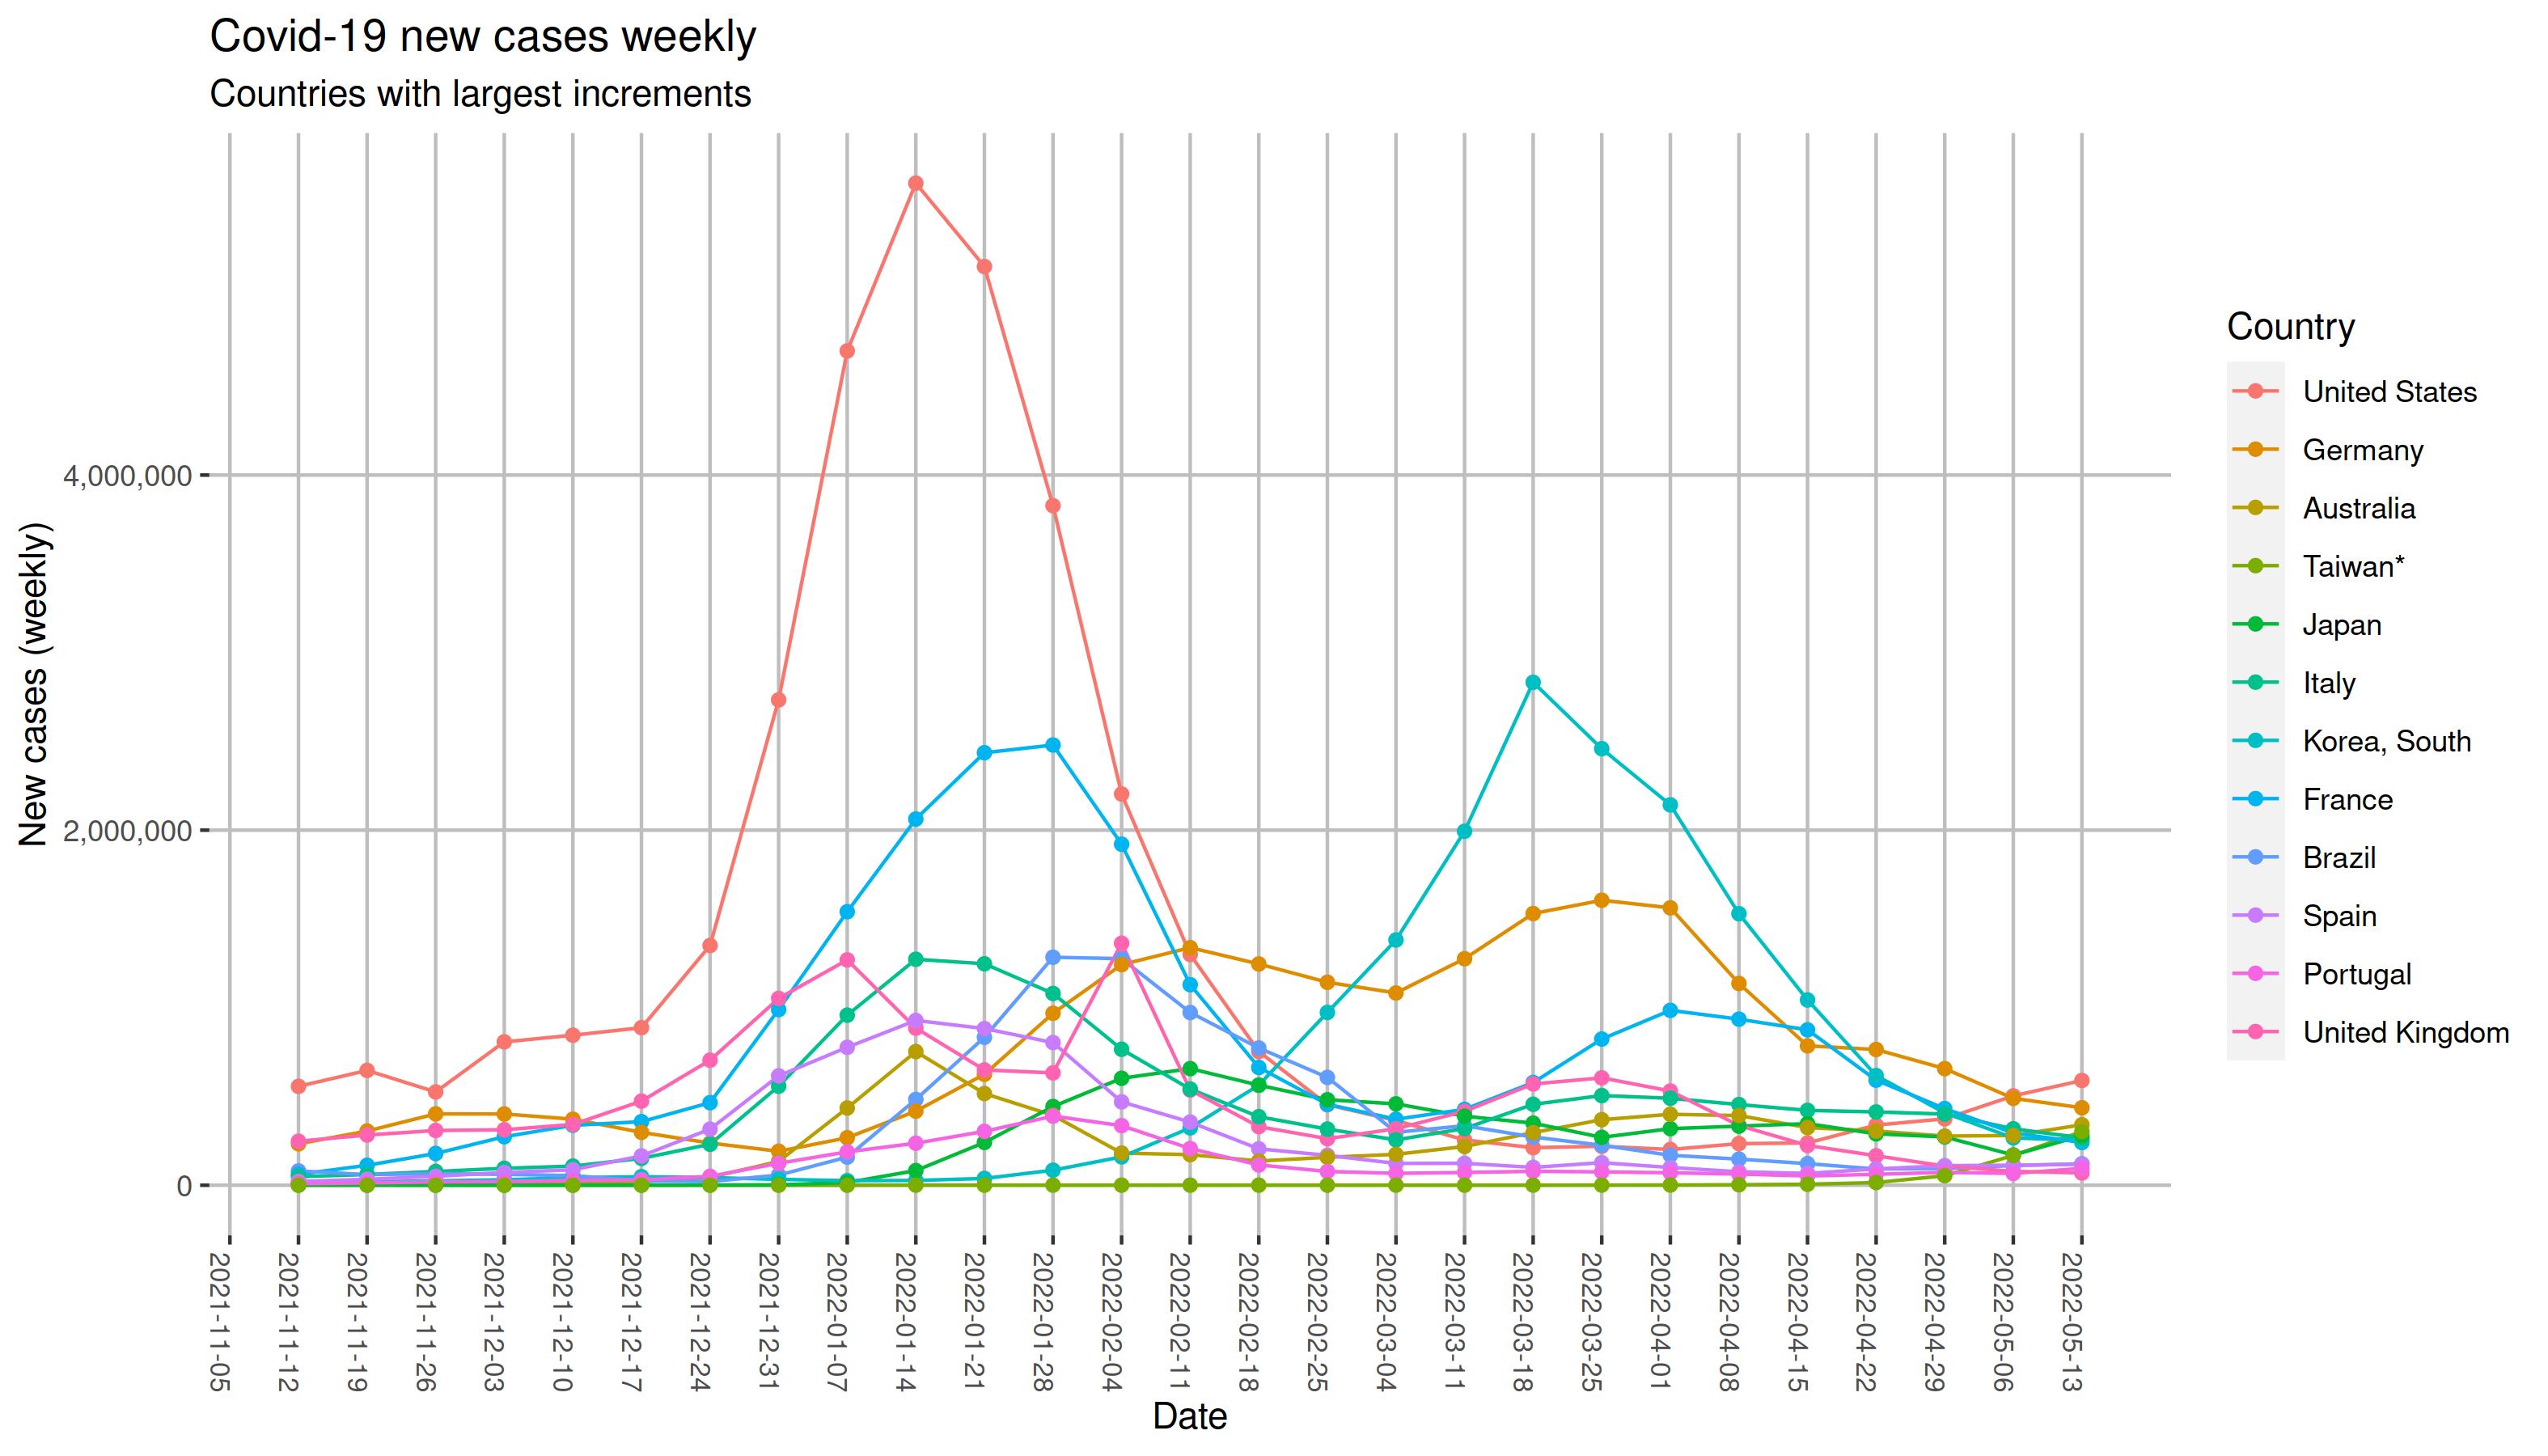 Covid-19 new cases weekly
Countries with largest increments
New cases (weekly)
4,000,000
2,000,000
0
2021-11-05
2021-11-12
2021-11-19
2021-11-26
2021-12-03
2021-12-10
2021-12-17
2021-12-24
2021-12-31
2022-01-07
2022-01-14
2022-01-21
2022-01-28
2022-02-04
2022-02-11
2022-02-18
2022-02-25
2022-03-04
2022-03-11
2022-03-18
2022-03-25
2022-04-01
2022-04-08
2022-04-15
2022-04-22
2022-04-29
2022-05-06
2022-05-13
Date
Country
United States
Germany
Australia
Taiwan*
Japan
Italy
Korea, South
France
Brazil
Spain
Portugal
United Kingdom